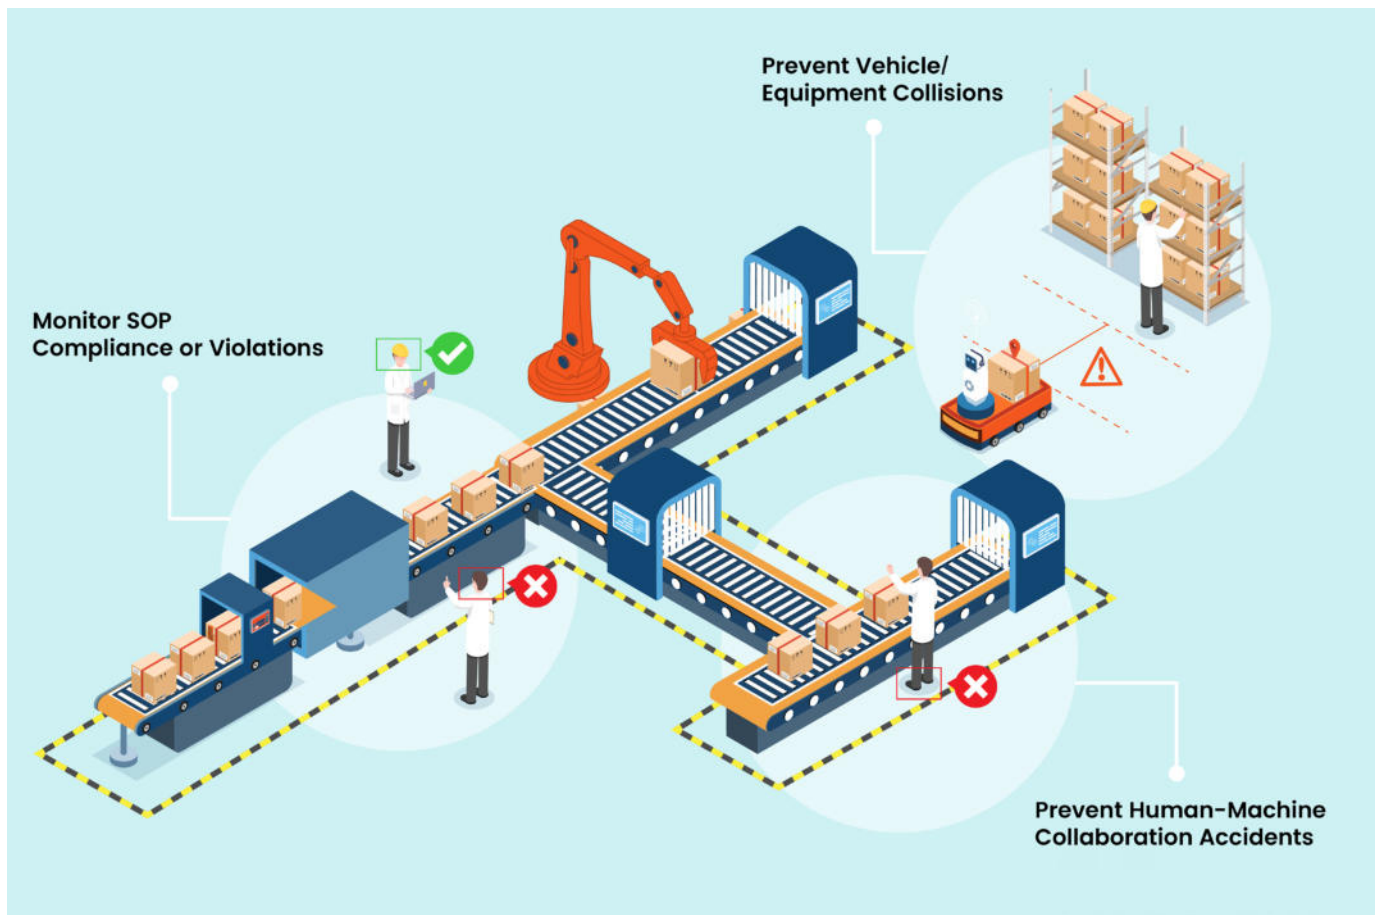 Prevent Vehicle/
Equipment Collisions
Monitor SOP
Compliance or Violations
Prevent Human-Machine
Collaboration Accidents